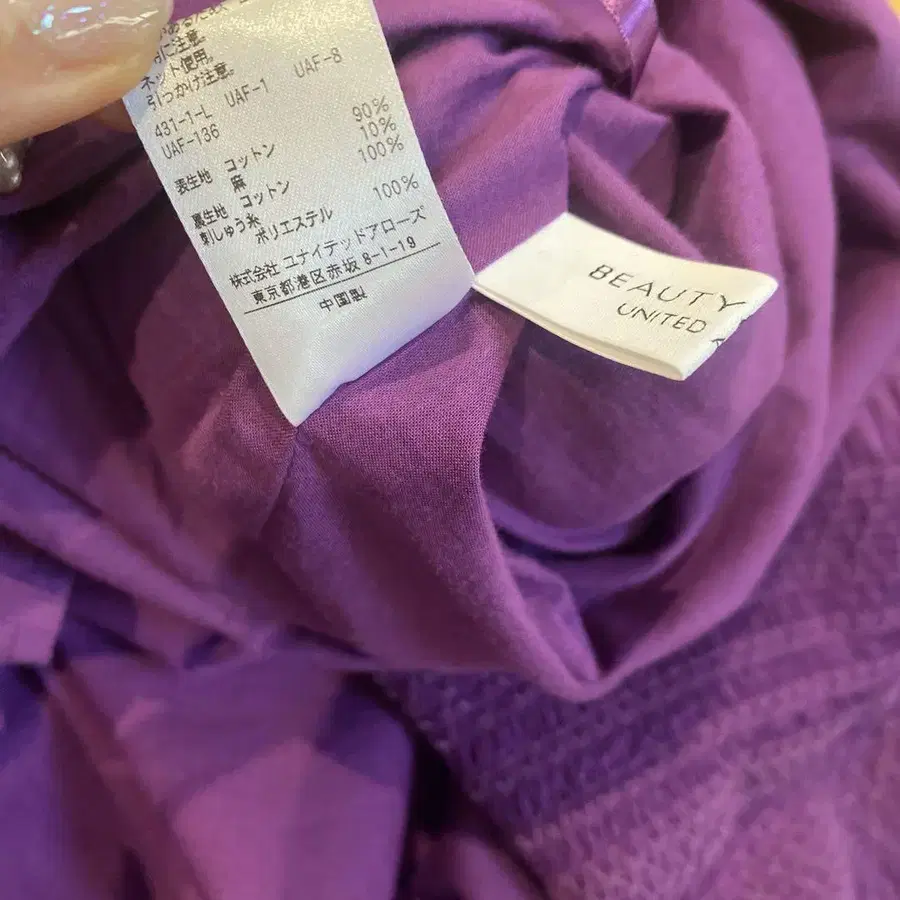 に注意。
ネット使用。
引っかけ注意。
431-1-L UAF-1 UAF-8
UAF-136
表生地 コットン 90%
麻 10%
裏生地 コットン 100%
刺しゅう糸
ポリエステル 100%
株式会社 ユナイテッドアローズ
東京都港区赤坂 8-1-19
中国製
BEAUTY
UNITED